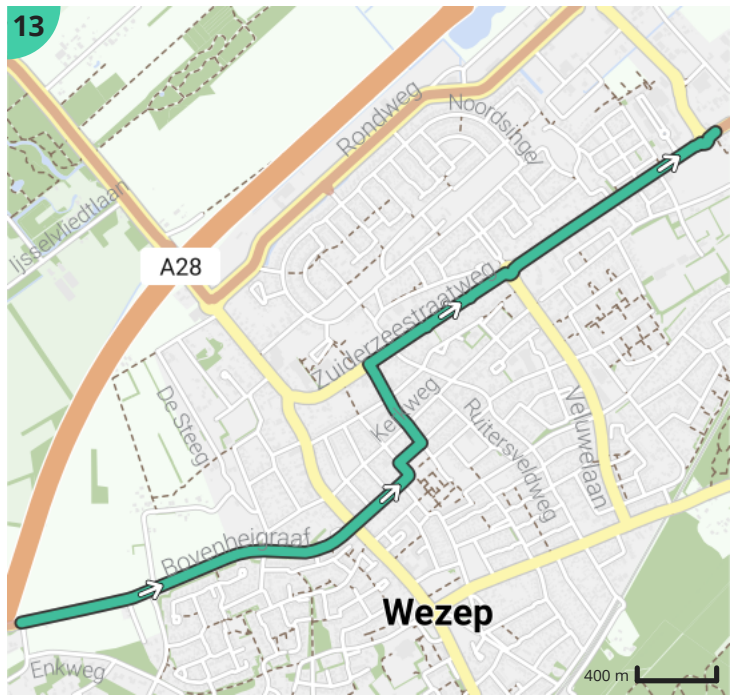 13
Rondweg
Noordsingel
Ijsselvliedtlaan
A28
Zuiderzeestraatweg
De Steeg
Kerkweg
Ruitersveldweg
Veluwelaan
Bovenheigraaf
Wezep
Enkweg
400 m